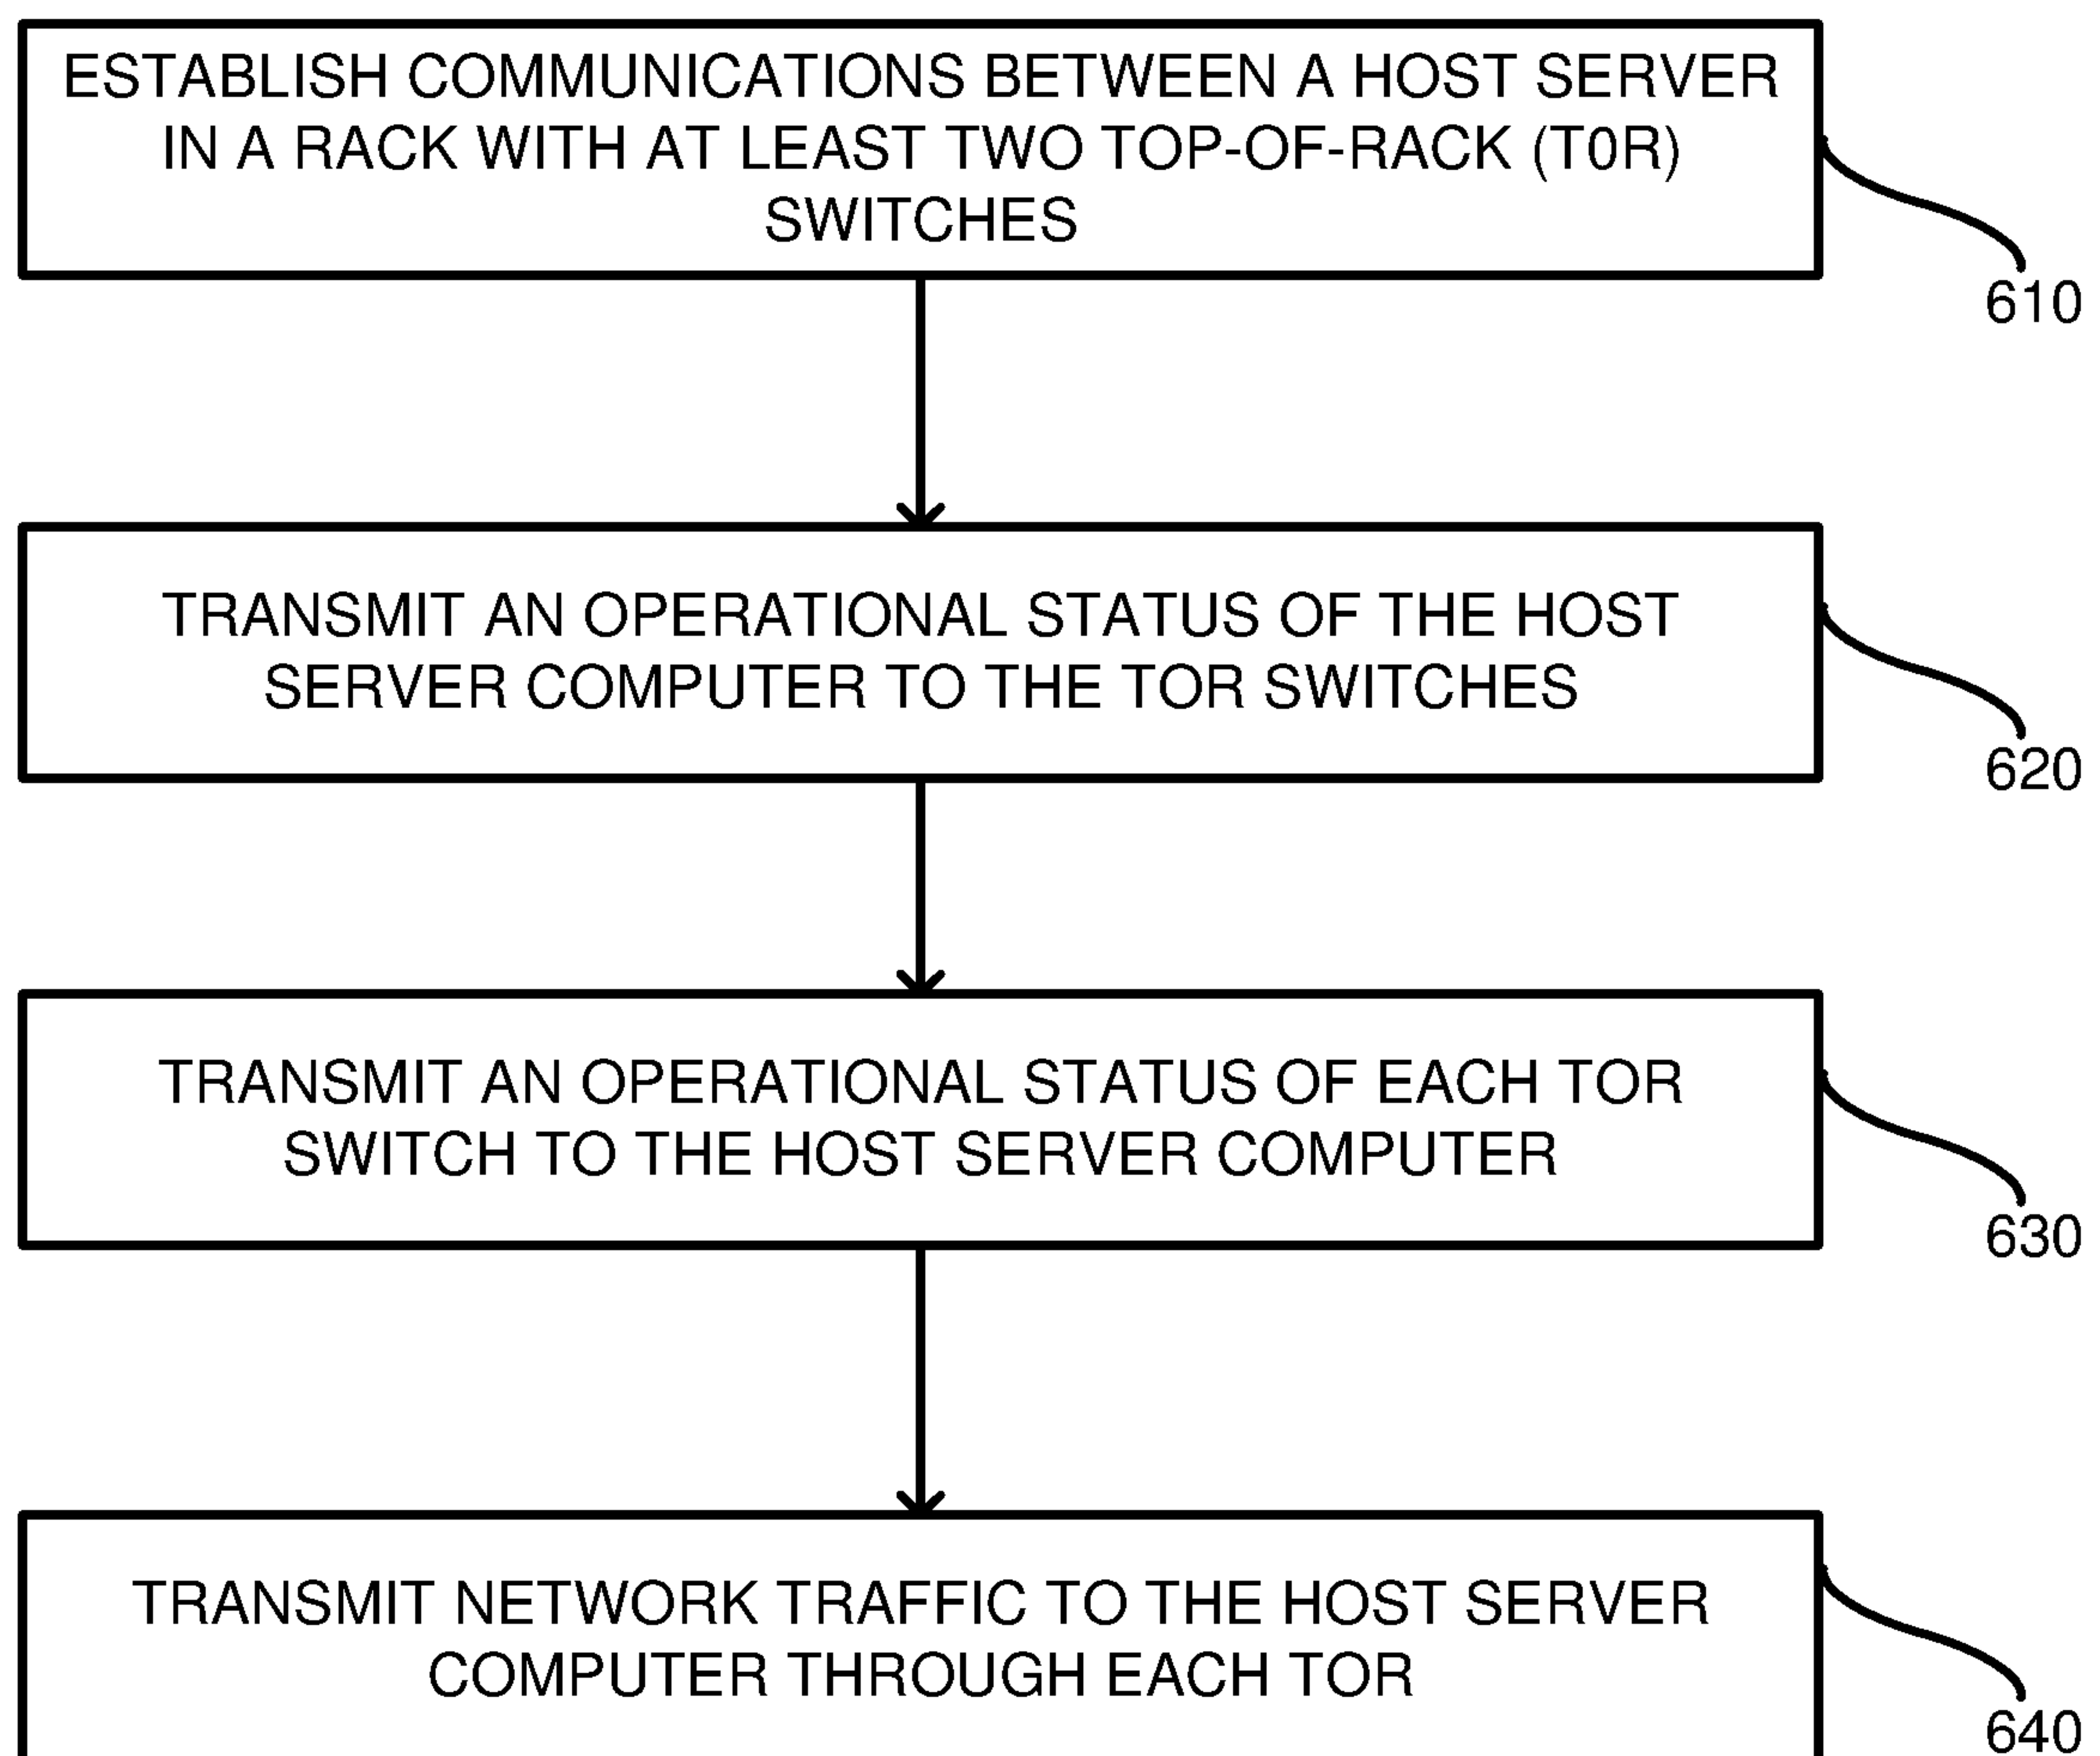 ESTABLISH COMMUNICATIONS BETWEEN A HOST SERVER
IN A RACK WITH AT LEAST TWO TOP-OF-RACK (T0R)
SWITCHES
610
TRANSMIT AN OPERATIONAL STATUS OF THE HOST
SERVER COMPUTER TO THE TOR SWITCHES
620
TRANSMIT AN OPERATIONAL STATUS OF EACH TOR
SWITCH TO THE HOST SERVER COMPUTER
630
TRANSMIT NETWORK TRAFFIC TO THE HOST SERVER
COMPUTER THROUGH EACH TOR
640